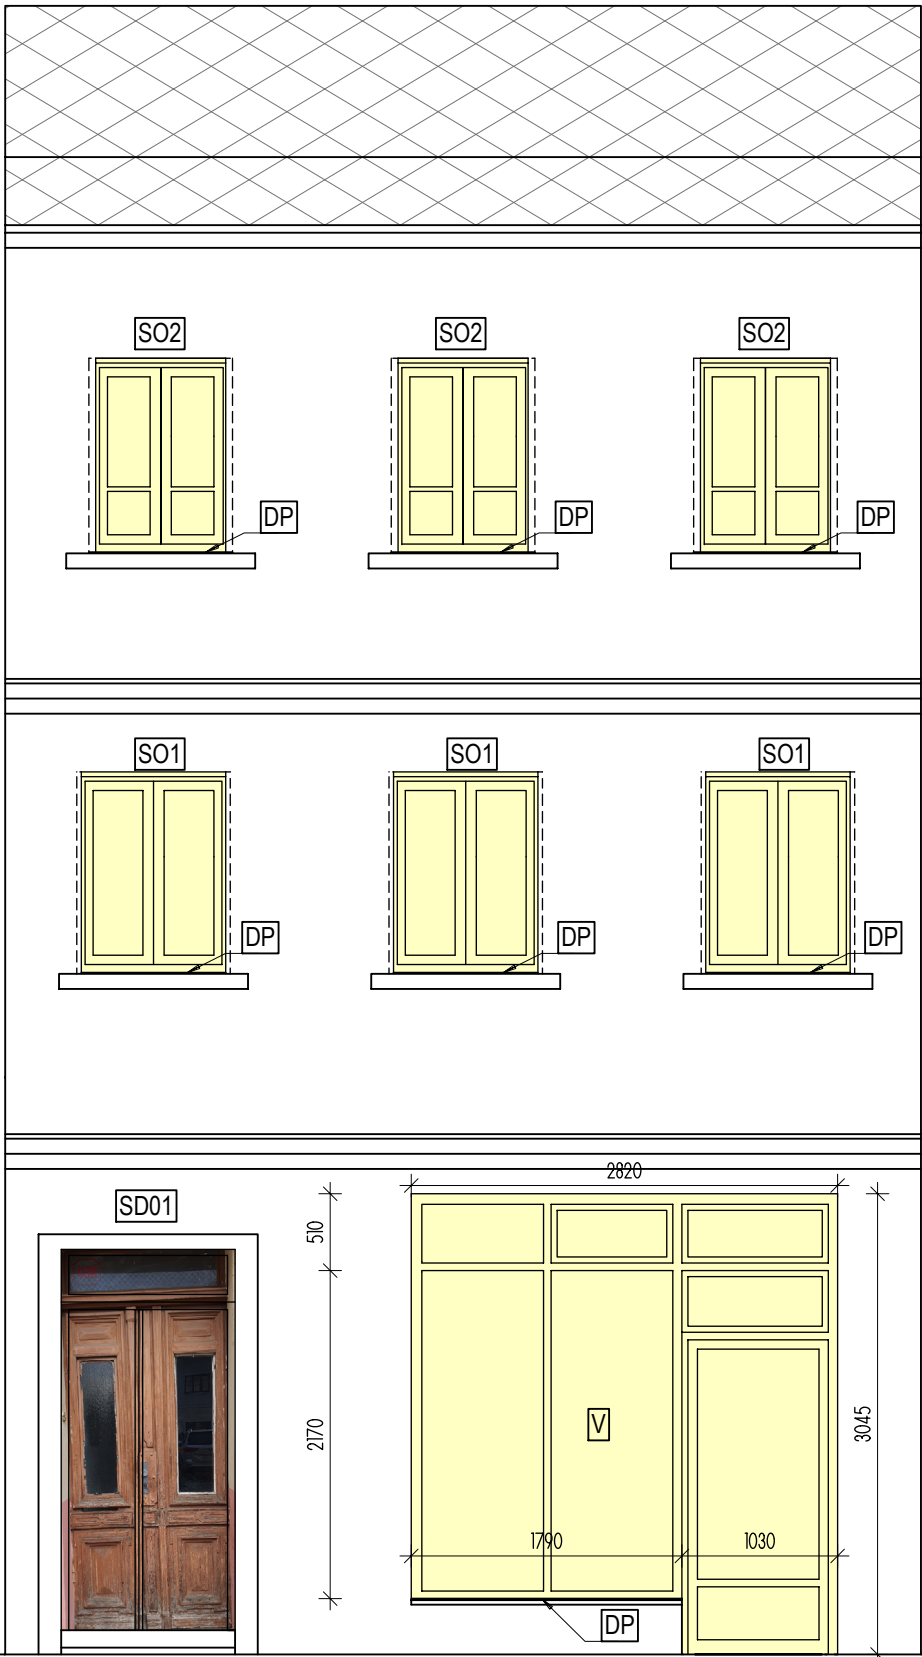 SO2 SO2 SO2
DP DP DP
SO1 SO1 SO1
DP DP DP
2820
SD01
510
2170
V
3045
1790 1030
DP